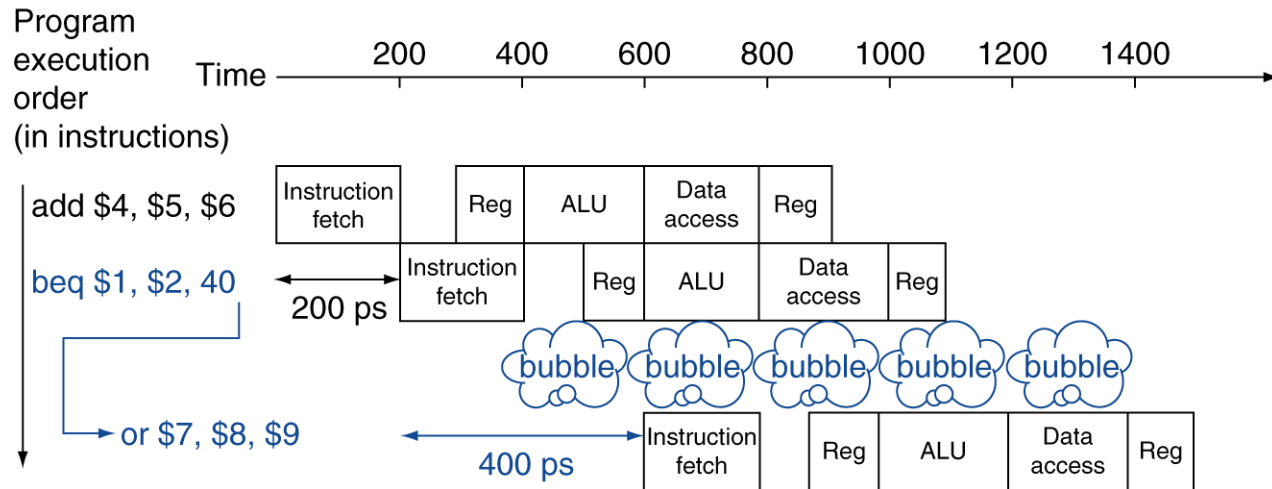 Program
execution
order
(in instructions)
Time
200 400 600 800 1000 1200 1400
add $4, $5, $6
Instruction
fetch
Reg
ALU
Data
access
Reg
beq $1, $2, 40
200 ps
Instruction
fetch
Reg
ALU
Data
access
Reg
bubble bubble bubble bubble bubble
or $7, $8, $9
400 ps
Instruction
fetch
Reg
ALU
Data
access
Reg